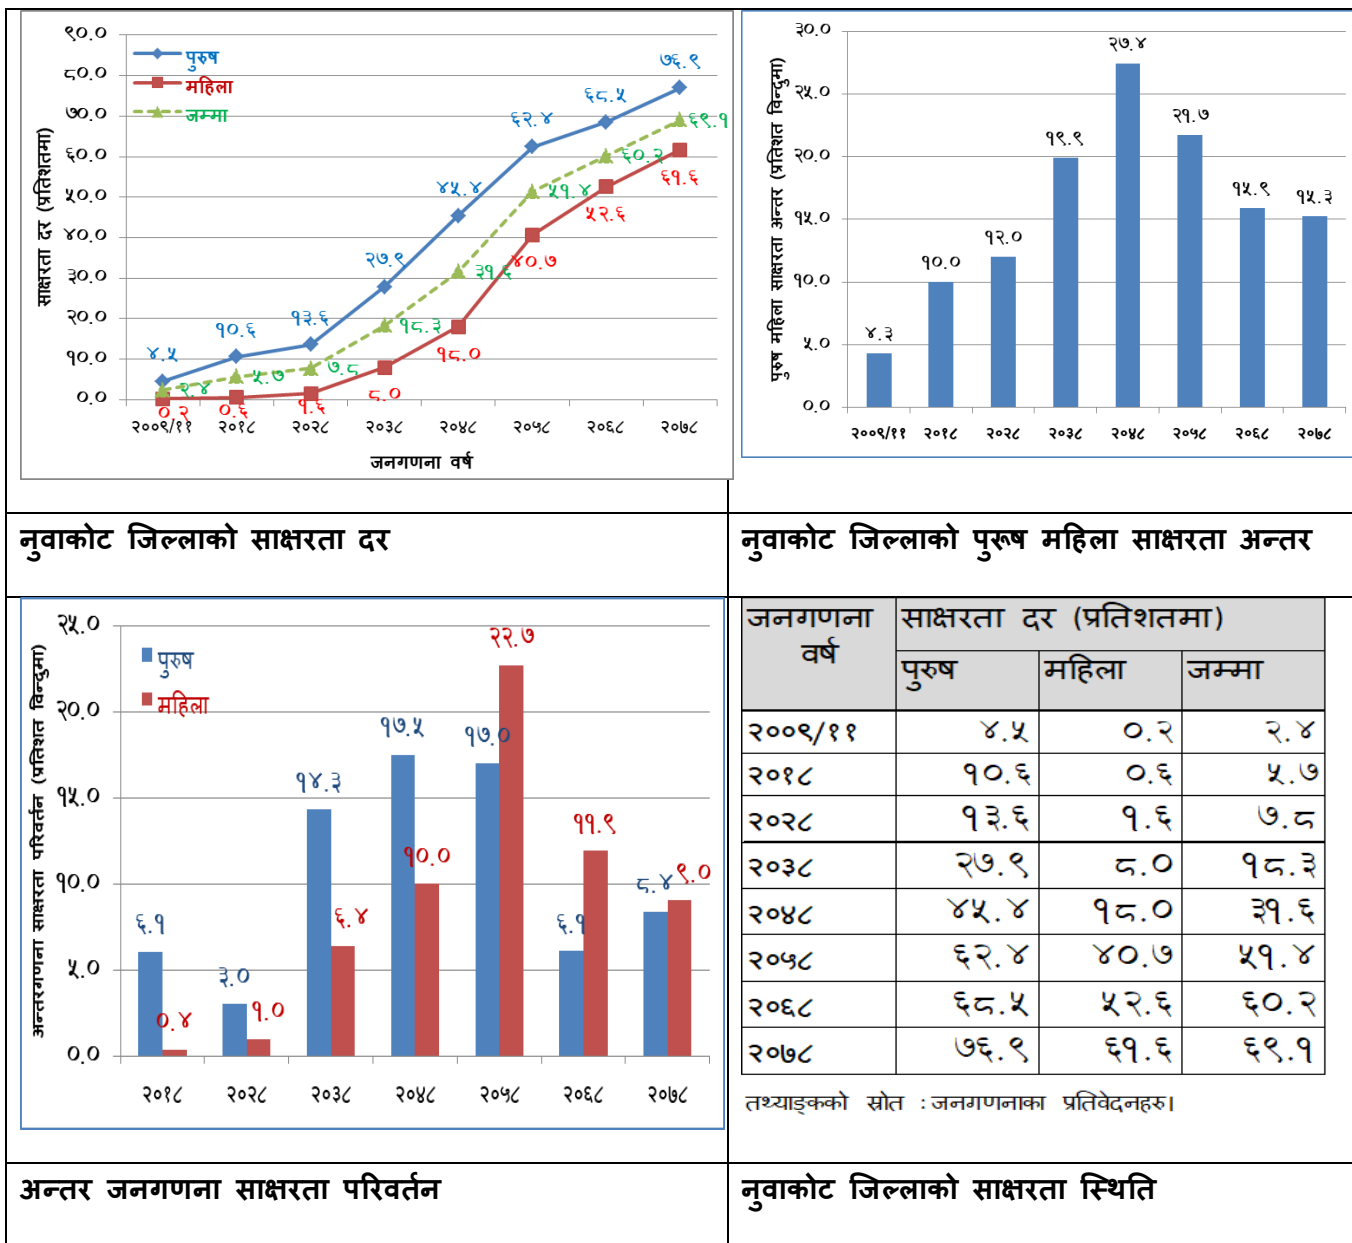 ९०.०
८०.०
७०.०
६०.०
५०.०
४०.०
३०.०
२०.०
१०.०
०.०
साक्षरता दर (प्रतिशतमा)
पुरुष
महिला
जम्मा
४.५
१०.६
१३.६
२७.९
४५.४
६२.४
६८.५
७६.९
२.४
५.७
७.८
१८.३
३१.६
५१.४
६०.२
६९.१
०.२
०.६
१.६
८.०
१८.०
४०.७
५२.६
६१.६
२००९/११ २०१८ २०२८ २०३८ २०४८ २०५८ २०६८ २०७८
जनगणना वर्ष
नुवाकोट जिल्लाको साक्षरता दर
३०.०
२५.०
२०.०
१५.०
१०.०
५.०
०.०
पुरुष महिला साक्षरता अन्तर (प्रतिशत विन्दुमा)
४.३
१०.०
१२.०
१९.९
२७.४
२१.७
१५.९
१५.३
२००९/११ २०१८ २०२८ २०३८ २०४८ २०५८ २०६८ २०७८
नुवाकोट जिल्लाको पुरूष महिला साक्षरता अन्तर
२५.०
२०.०
१५.०
१०.०
५.०
०.०
अन्तरगणना साक्षरता परिवर्तन (प्रतिशत विन्दुमा)
पुरुष
महिला
६.१
०.४
३.०
१.०
१४.३
६.४
१७.५
१०.०
१७.०
२२.७
६.१
११.९
८.४
९.०
२०१८ २०२८ २०३८ २०४८ २०५८ २०६८ २०७८
अन्तर जनगणना साक्षरता परिवर्तन
जनगणना वर्ष साक्षरता दर (प्रतिशतमा)
पुरुष महिला जम्मा
२००९/११ ४.५ ०.२ २.४
२०१८ १०.६ ०.६ ५.७
२०२८ १३.६ १.६ ७.८
२०३८ २७.९ ८.० १८.३
२०४८ ४५.४ १८.० ३१.६
२०५८ ६२.४ ४०.७ ५१.४
२०६८ ६८.५ ५२.६ ६०.२
२०७८ ७६.९ ६१.६ ६९.१
तथ्याङ्कको स्रोत : जनगणनाका प्रतिवेदनहरु।
नुवाकोट जिल्लाको साक्षरता स्थिति